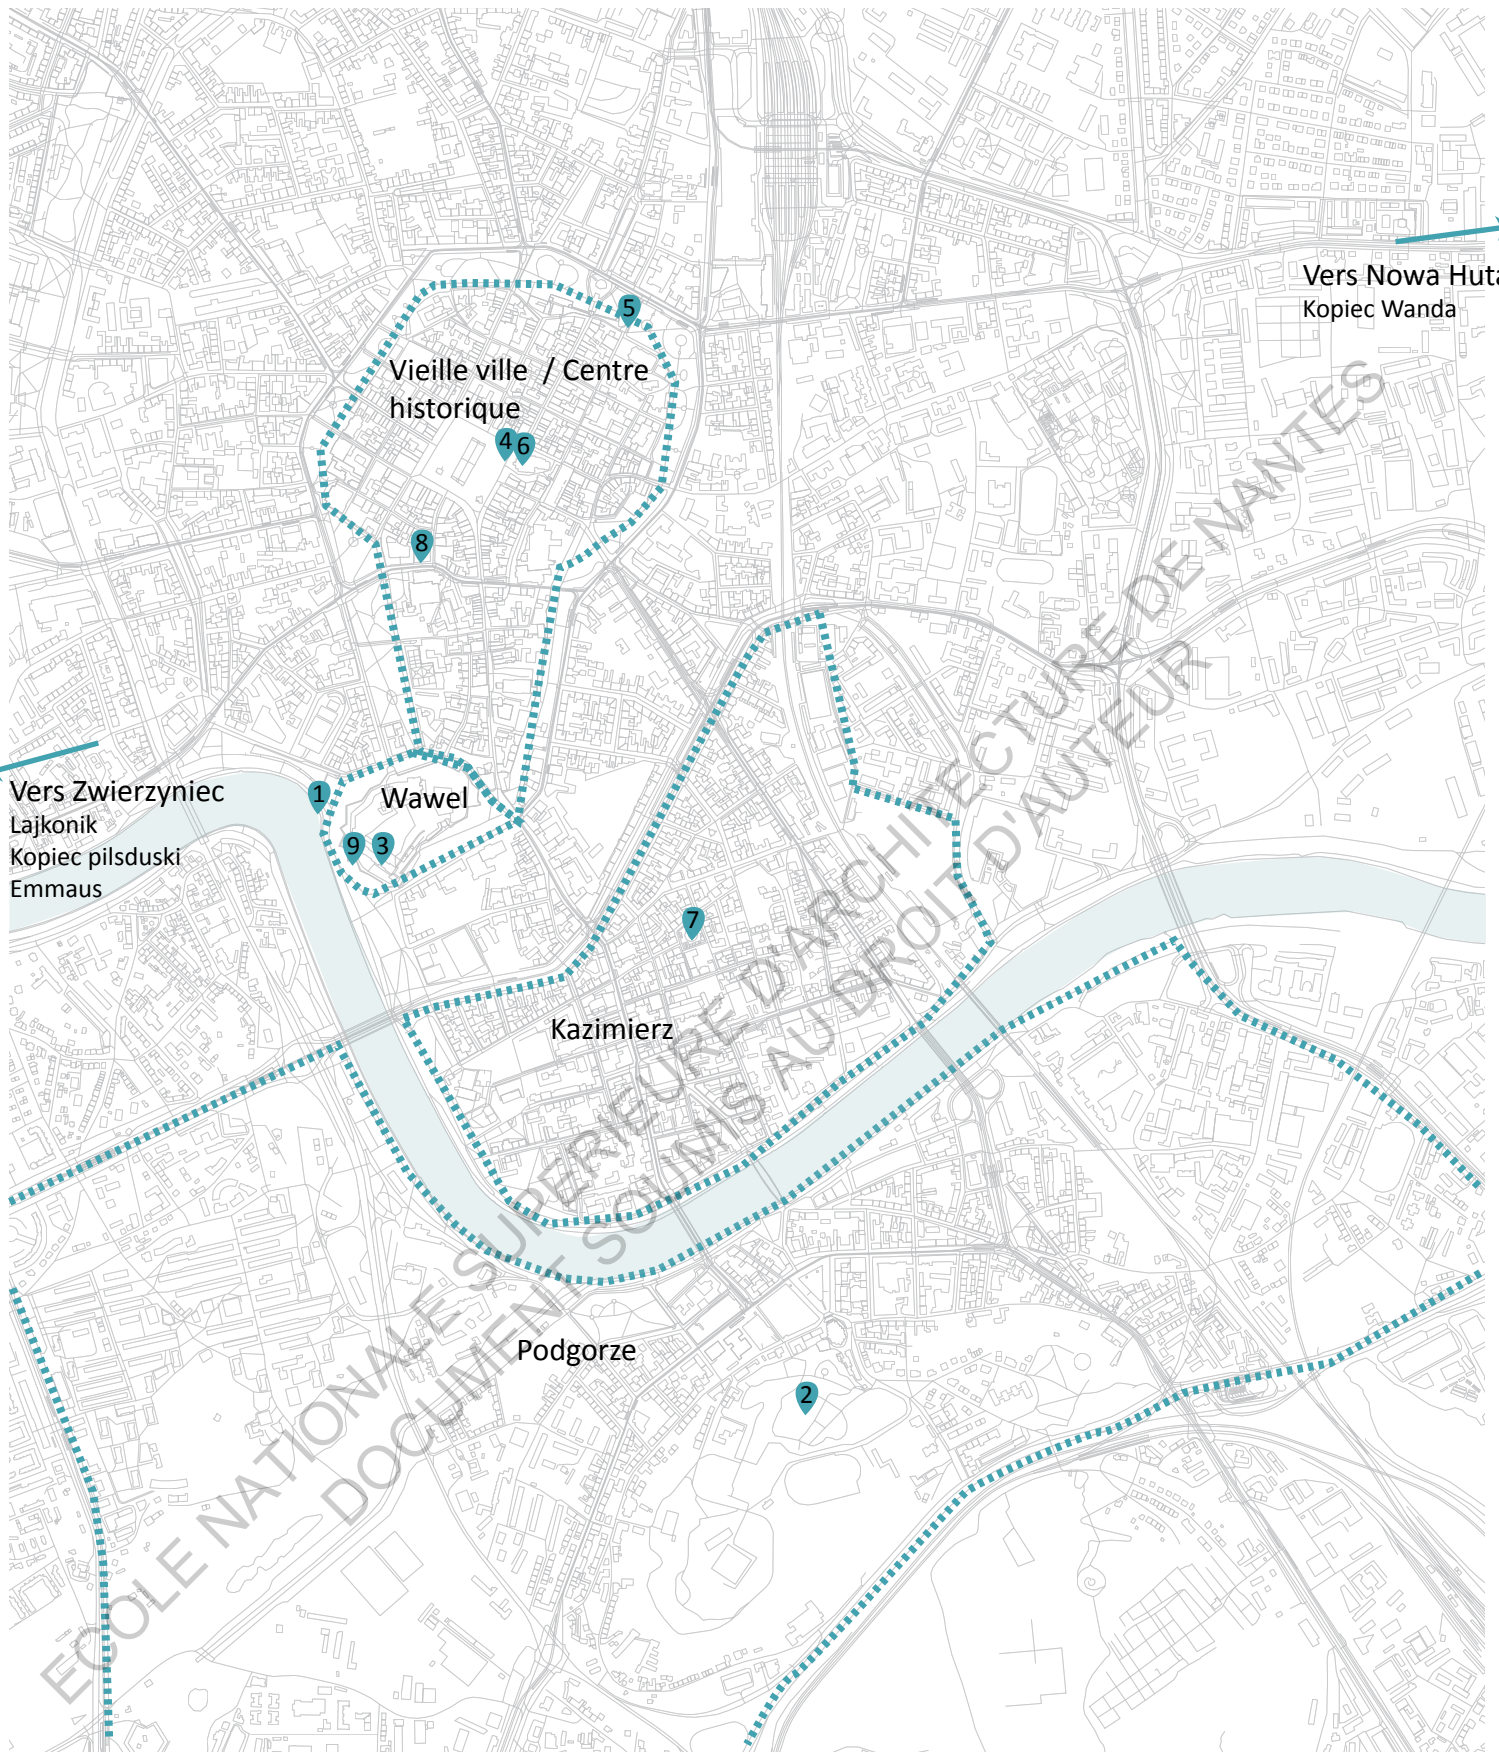 Vers Nowa Huta
Kopiec Wanda
5
Vieille ville / Centre
historique
4
6
8
Vers Zwierzyniec
Lajkonik
Kopiec pilsduski
Emmaus
1
Wawel
9
3
7
Kazimierz
Podgorze
2
ECOLE NATIONALE SUPERIEURE D'ARCHITECTURE DE NANTES
DOCUMENT SOUMIS AU DROIT D'AUTEUR